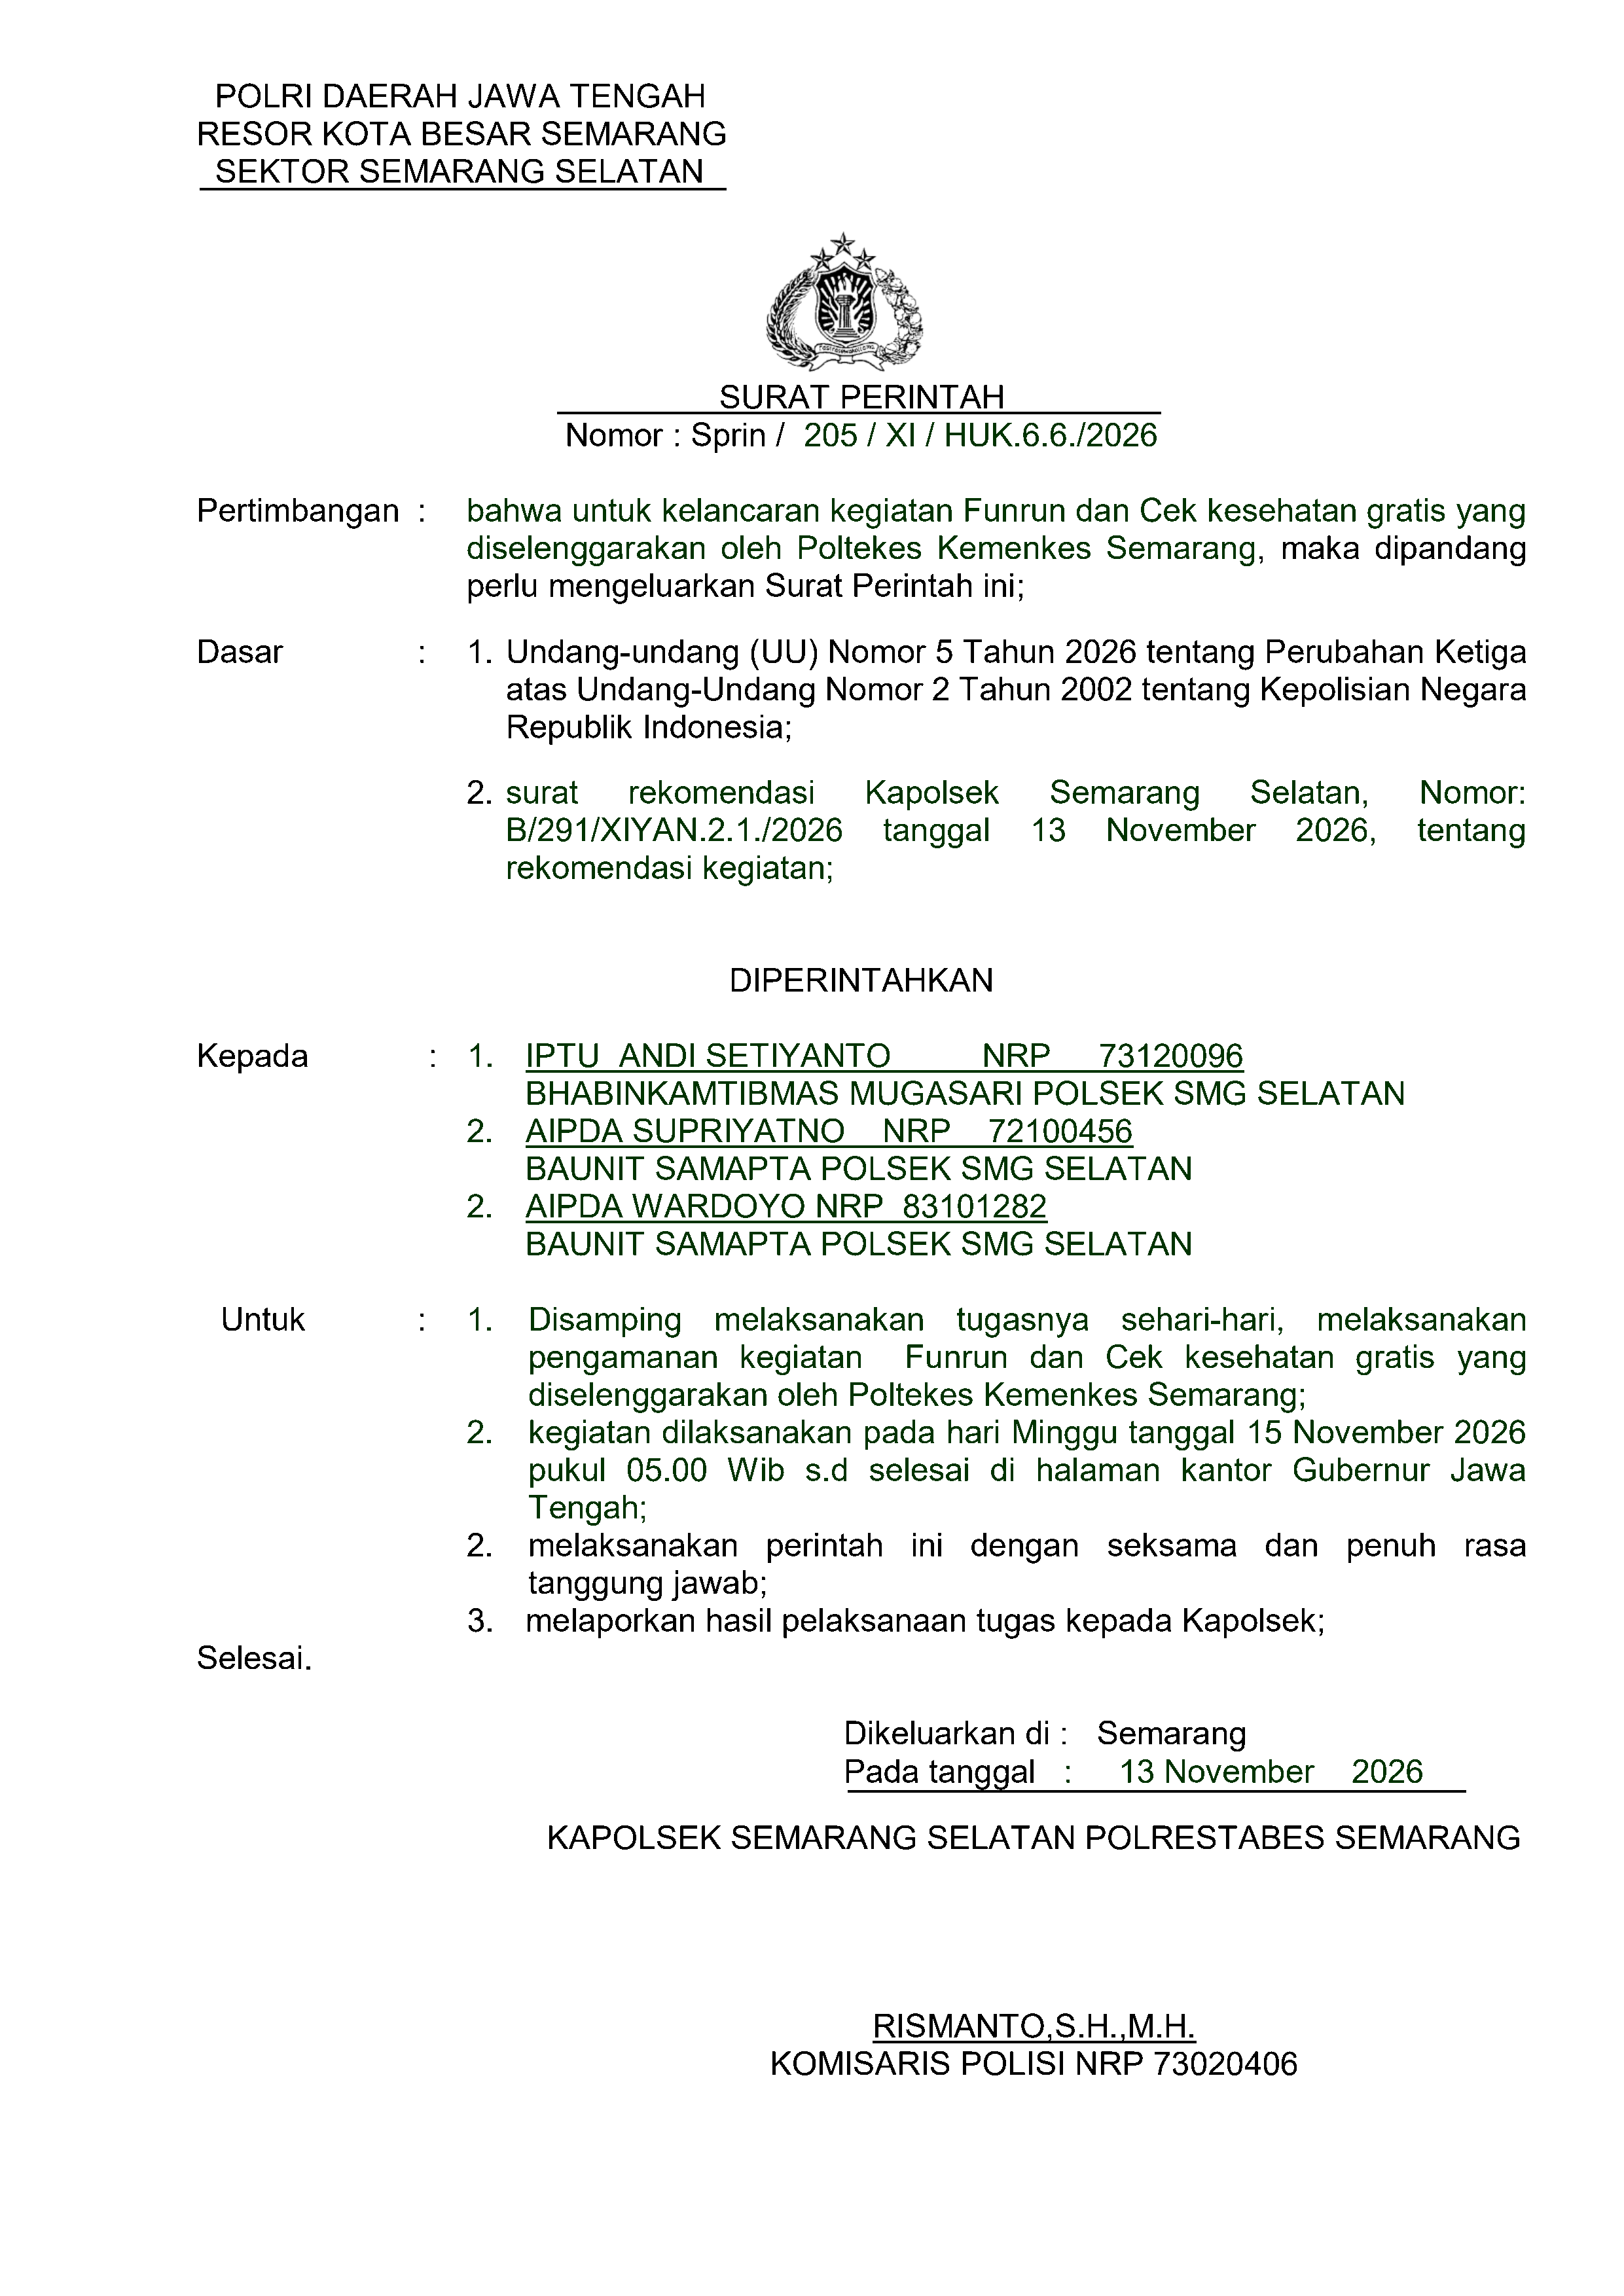 POLRI DAERAH JAWA TENGAH
RESOR KOTA BESAR SEMARANG
SEKTOR SEMARANG SELATAN
SURAT PERINTAH
Nomor : Sprin / 205 / XI / HUK.6.6./2026
Pertimbangan : bahwa untuk kelancaran kegiatan Funrun dan Cek kesehatan gratis yang
diselenggarakan oleh Poltekes Kemenkes Semarang, maka dipandang
perlu mengeluarkan Surat Perintah ini;
Dasar : 1. Undang-undang (UU) Nomor 5 Tahun 2026 tentang Perubahan Ketiga
atas Undang-Undang Nomor 2 Tahun 2002 tentang Kepolisian Negara
Republik Indonesia;
2. surat rekomendasi Kapolsek Semarang Selatan, Nomor:
B/291/XIYAN.2.1./2026 tanggal 13 November 2026, tentang
rekomendasi kegiatan;
DIPERINTAHKAN
Kepada : 1. IPTU ANDI SETIYANTO NRP 73120096
BHABINKAMTIBMAS MUGASARI POLSEK SMG SELATAN
2. AIPDA SUPRIYATNO NRP 72100456
BAUNIT SAMAPTA POLSEK SMG SELATAN
2. AIPDA WARDOYO NRP 83101282
BAUNIT SAMAPTA POLSEK SMG SELATAN
Untuk : 1. Disamping melaksanakan tugasnya sehari-hari, melaksanakan
pengamanan kegiatan Funrun dan Cek kesehatan gratis yang
diselenggarakan oleh Poltekes Kemenkes Semarang;
2. kegiatan dilaksanakan pada hari Minggu tanggal 15 November 2026
pukul 05.00 Wib s.d selesai di halaman kantor Gubernur Jawa
Tengah;
2. melaksanakan perintah ini dengan seksama dan penuh rasa
tanggung jawab;
3. melaporkan hasil pelaksanaan tugas kepada Kapolsek;
Selesai.
Dikeluarkan di : Semarang
Pada tanggal : 13 November 2026
KAPOLSEK SEMARANG SELATAN POLRESTABES SEMARANG
RISMANTO,S.H.,M.H.
KOMISARIS POLISI NRP 73020406